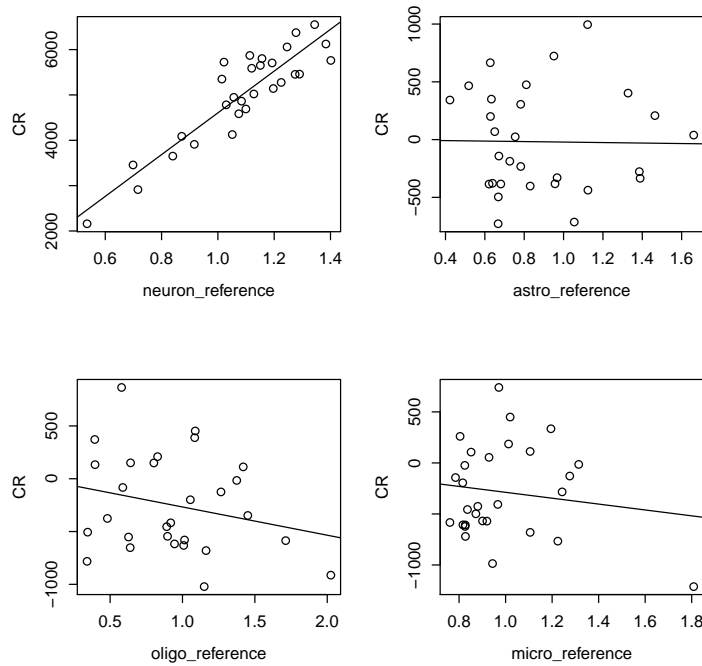 6000
4000
2000
CR
0.6 0.8 1.0 1.2 1.4
neuron_reference
1000
500
0
−500
CR
0.4 0.6 0.8 1.0 1.2 1.4 1.6
astro_reference
500
0
−1000
CR
0.5 1.0 1.5 2.0
oligo_reference
500
0
−1000
CR
0.8 1.0 1.2 1.4 1.6 1.8
micro_reference